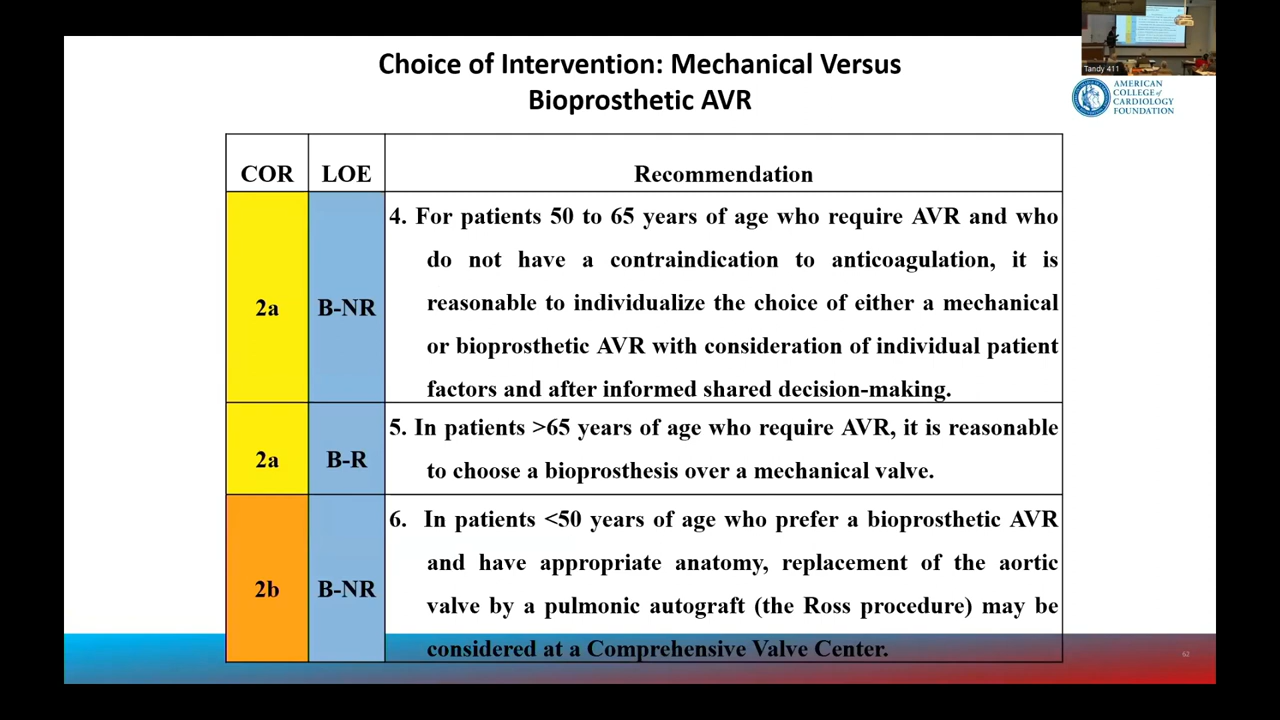 Choice of Intervention: Mechanical Versus
Bioprosthetic AVR
Tandy 411
AMERICAN
COLLEGE of
CARDIOLOGY
FOUNDATION
COR LOE Recommendation
2a B-NR 4. For patients 50 to 65 years of age who require AVR and who
do not have a contraindication to anticoagulation, it is
reasonable to individualize the choice of either a mechanical
or bioprosthetic AVR with consideration of individual patient
factors and after informed shared decision-making.
2a B-R 5. In patients >65 years of age who require AVR, it is reasonable
to choose a bioprosthesis over a mechanical valve.
2b B-NR 6. In patients <50 years of age who prefer a bioprosthetic AVR
and have appropriate anatomy, replacement of the aortic
valve by a pulmonic autograft (the Ross procedure) may be
considered at a Comprehensive Valve Center.
62